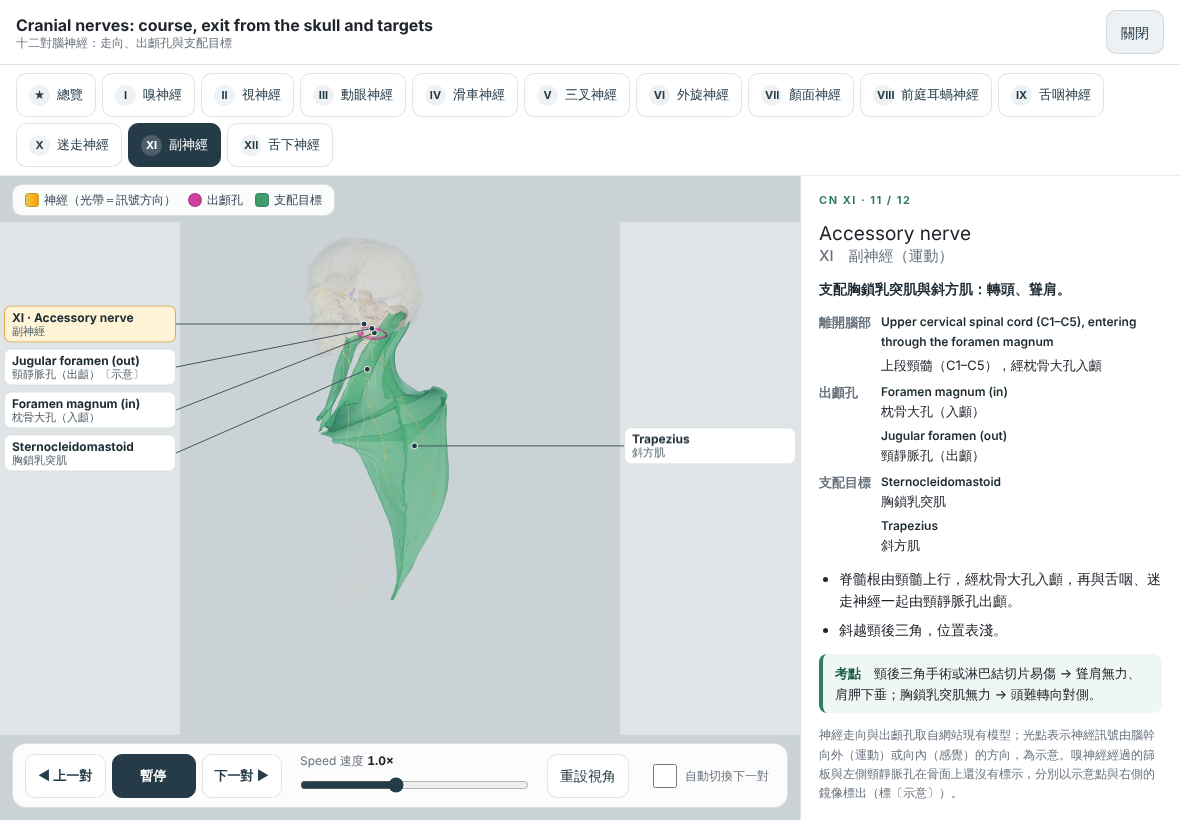 Cranial nerves: course, exit from the skull and targets
十二對腦神經：走向、出顱孔與支配目標
關閉
★ 總覽
I 嗅神經
II 視神經
III 動眼神經
IV 滑車神經
V 三叉神經
VI 外旋神經
VII 顏面神經
VIII 前庭耳蝸神經
IX 舌咽神經
X 迷走神經
XI 副神經
XII 舌下神經
神經（光帶＝訊號方向）
出顱孔
支配目標
XI · Accessory nerve
副神經
Jugular foramen (out)
頸靜脈孔（出顱）〔示意〕
Foramen magnum (in)
枕骨大孔（入顱）
Sternocleidomastoid
胸鎖乳突肌
Trapezius
斜方肌
◀ 上一對
暫停
下一對 ▶
Speed 速度 1.0×
重設視角
自動切換下一對
CN XI · 11 / 12
Accessory nerve
XI 副神經（運動）
支配胸鎖乳突肌與斜方肌：轉頭、聳肩。
離開腦部
Upper cervical spinal cord (C1–C5), entering
through the foramen magnum
上段頸髓（C1–C5），經枕骨大孔入顱
出顱孔
Foramen magnum (in)
枕骨大孔（入顱）
Jugular foramen (out)
頸靜脈孔（出顱）
支配目標
Sternocleidomastoid
胸鎖乳突肌
Trapezius
斜方肌
• 脊髓根由頸髓上行，經枕骨大孔入顱，再與舌咽、迷
走神經一起由頸靜脈孔出顱。
• 斜越頸後三角，位置表淺。
考點 頸後三角手術或淋巴結切片易傷 → 聳肩無力、
肩胛下垂；胸鎖乳突肌無力 → 頭難轉向對側。
神經走向與出顱孔取自網站現有模型；光點表示神經訊號由腦幹
向外（運動）或向內（感覺）的方向，為示意。嗅神經經過的篩
板與左側頸靜脈孔在骨面上還沒有標示，分別以示意點與右側的
鏡像標出（標〔示意〕）。